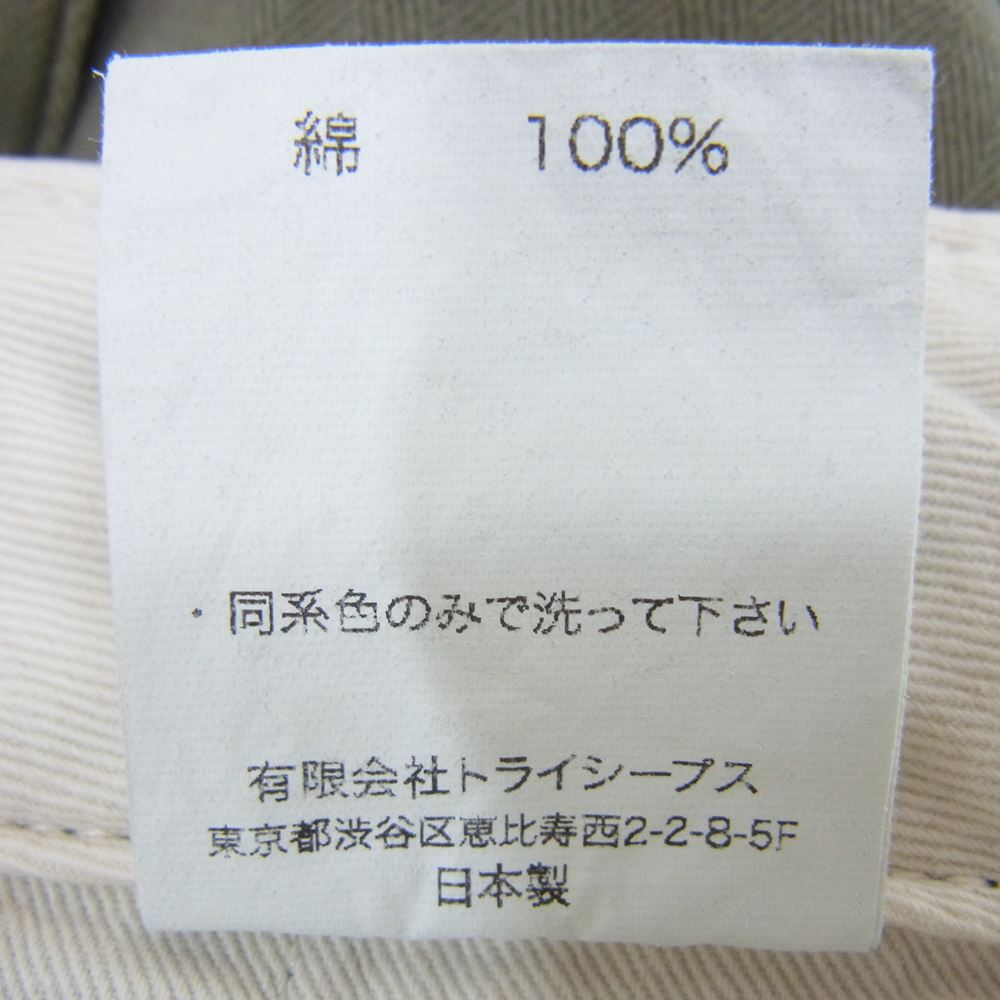 綿 100%
・同系色のみで洗って下さい
有限会社トライシープス
東京都渋谷区恵比寿西2-2-8-5F
日本製